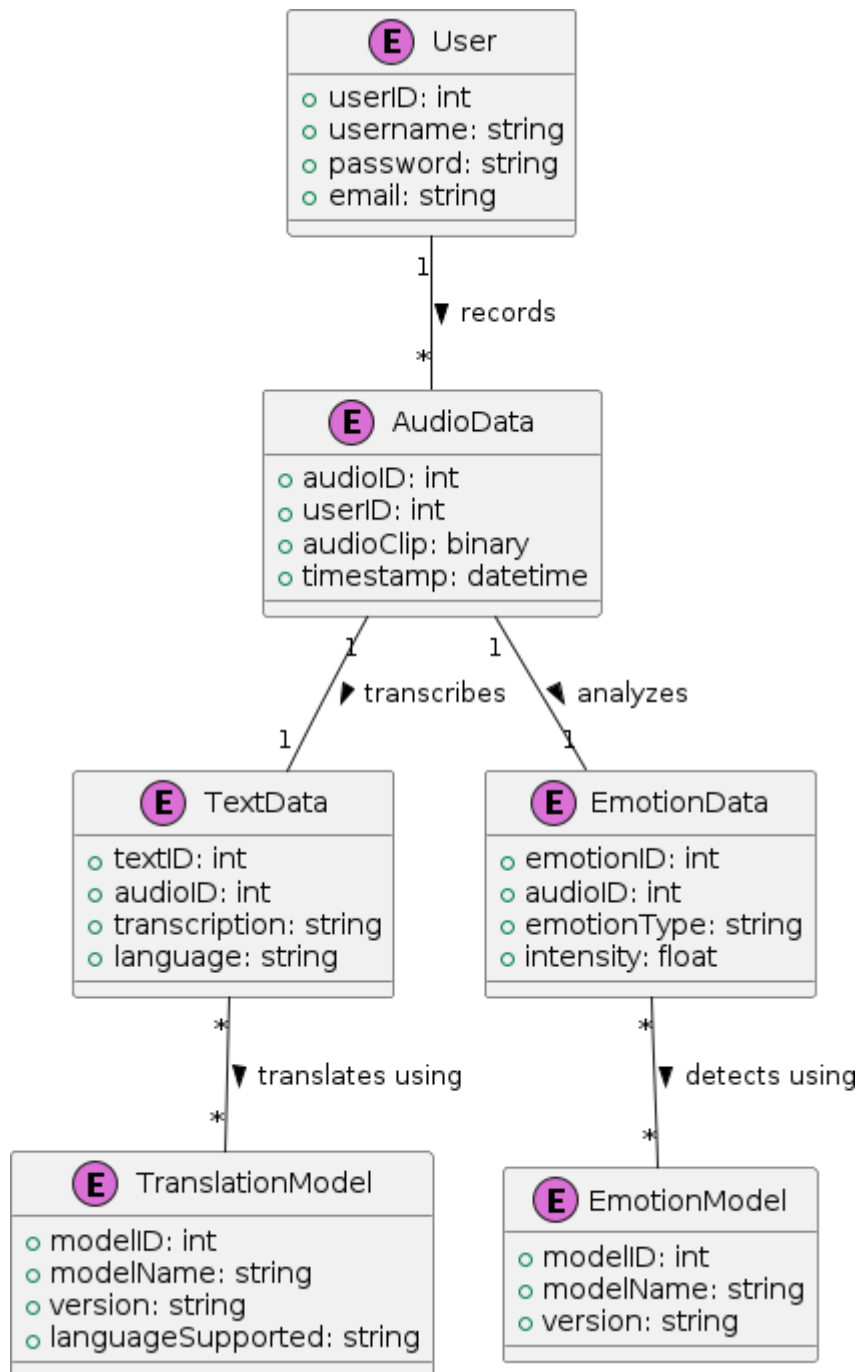 E User
userID: int
username: string
password: string
email: string
1
records
*
E AudioData
audioID: int
userID: int
audioClip: binary
timestamp: datetime
1
1
transcribes
analyzes
1
1
E TextData
textID: int
audioID: int
transcription: string
language: string
E EmotionData
emotionID: int
audioID: int
emotionType: string
intensity: float
*
translates using
*
*
detects using
*
E TranslationModel
modelID: int
modelName: string
version: string
languageSupported: string
E EmotionModel
modelID: int
modelName: string
version: string